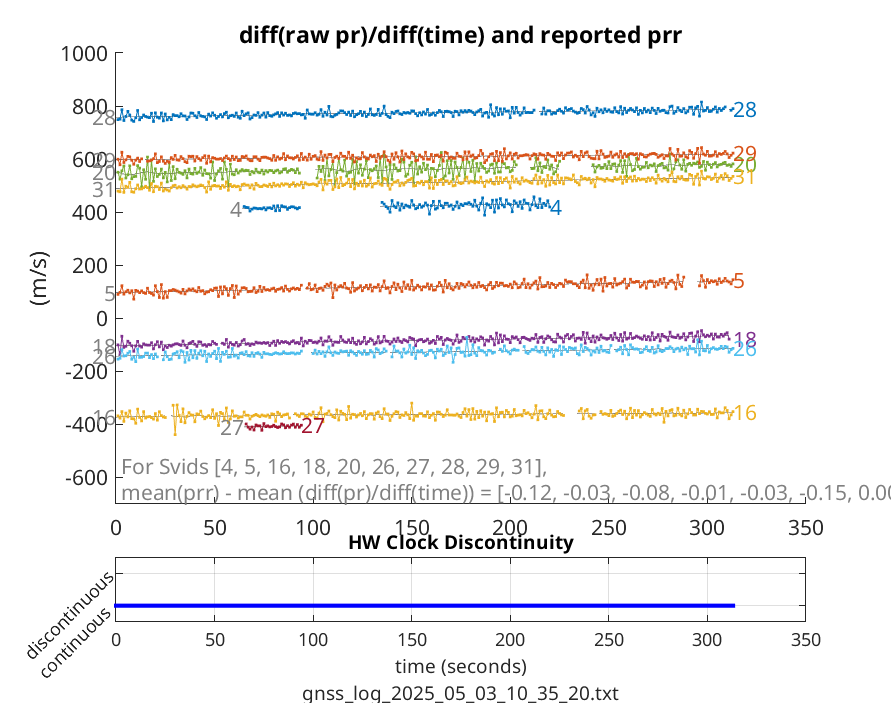 diff(raw pr)/diff(time) and reported prr
1000
800
600
400
200
0
-200
-400
-600
(m/s)
28
29
20
31
4
5
18
26
16
27
28
29
20
31
4
5
18
26
16
27
For Svids [4, 5, 16, 18, 20, 26, 27, 28, 29, 31],
mean(prr) - mean (diff(pr)/diff(time)) = [-0.12, -0.03, -0.08, -0.01, -0.03, -0.15, 0.00
0 50 100 150 200 250 300 350
HW Clock Discontinuity
discontinuous
continuous
0 50 100 150 200 250 300 350
time (seconds)
gnss_log_2025_05_03_10_35_20.txt